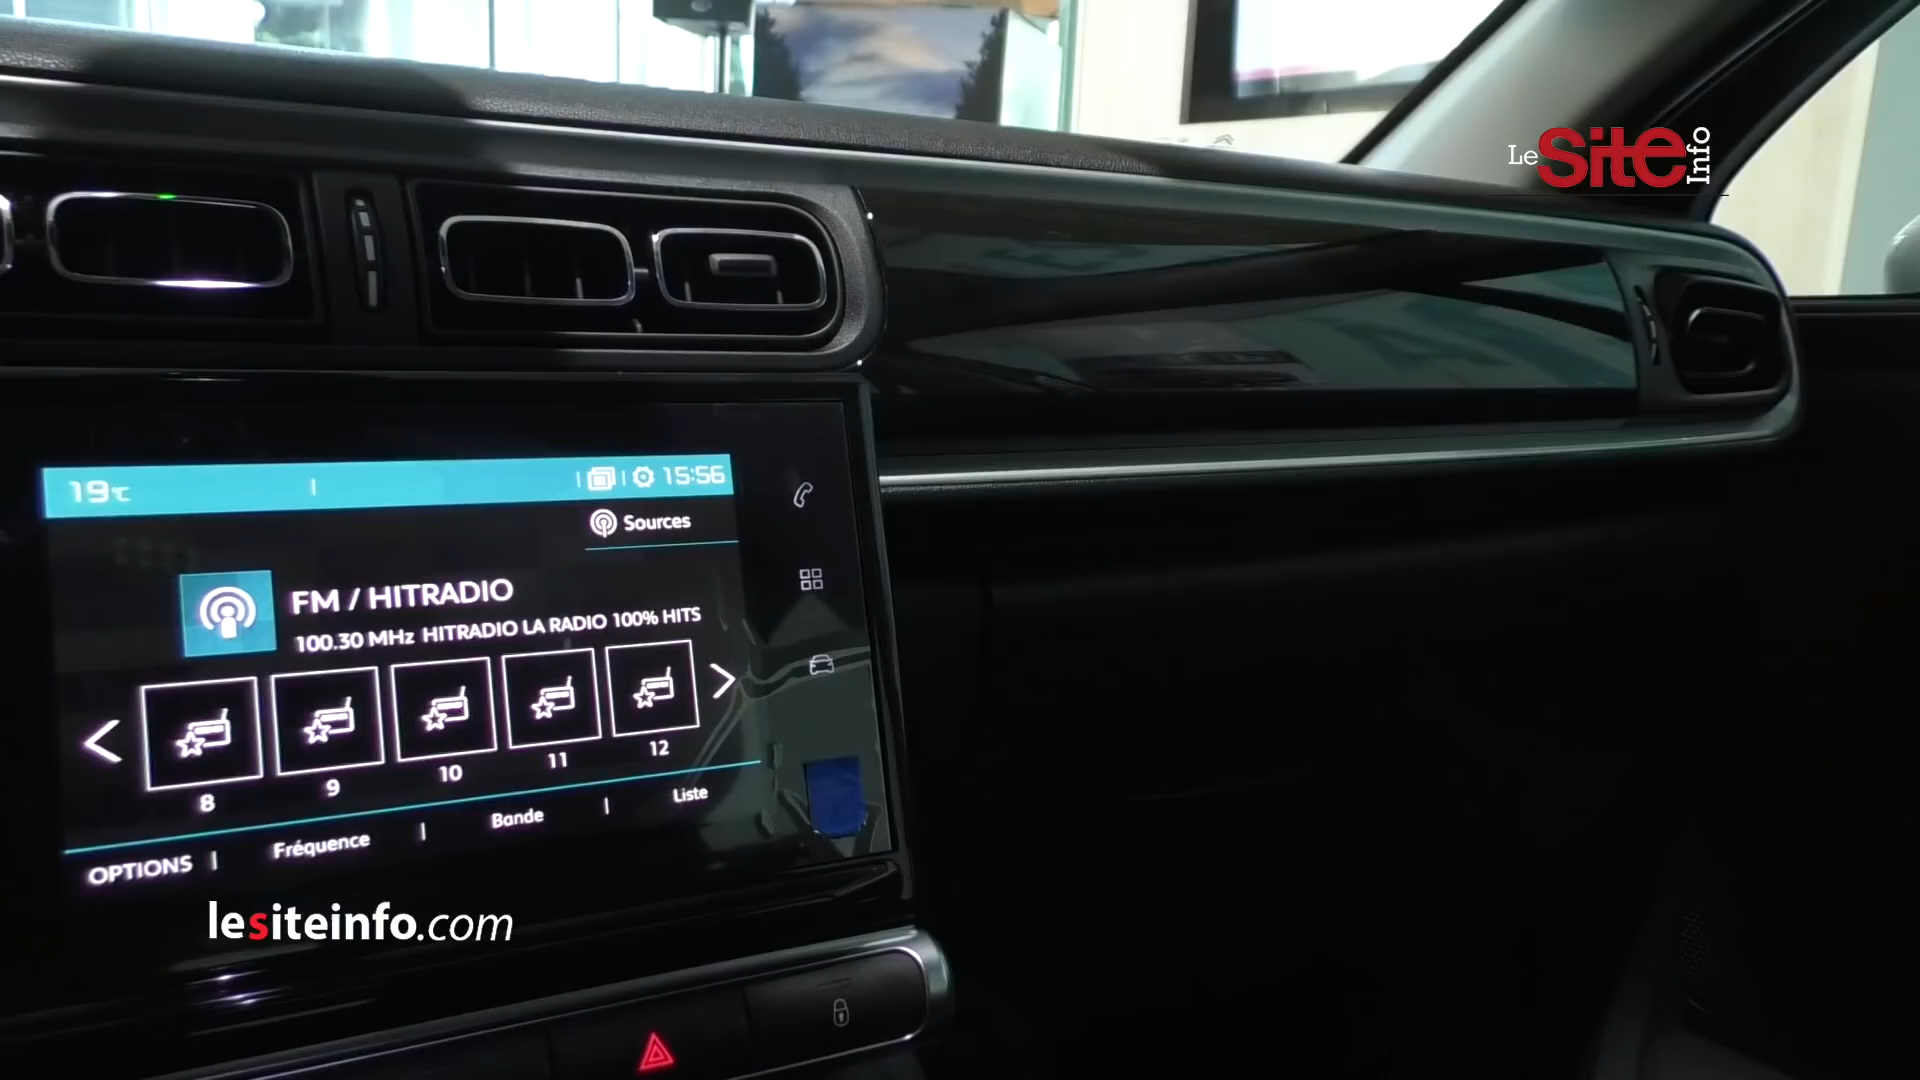 Le Site Info
19°C
15:56
Sources
FM / HITRADIO
100.30 MHz HITRADIO LA RADIO 100% HITS
8 9 10 11 12
OPTIONS | Fréquence | Bande | Liste
lesiteinfo.com